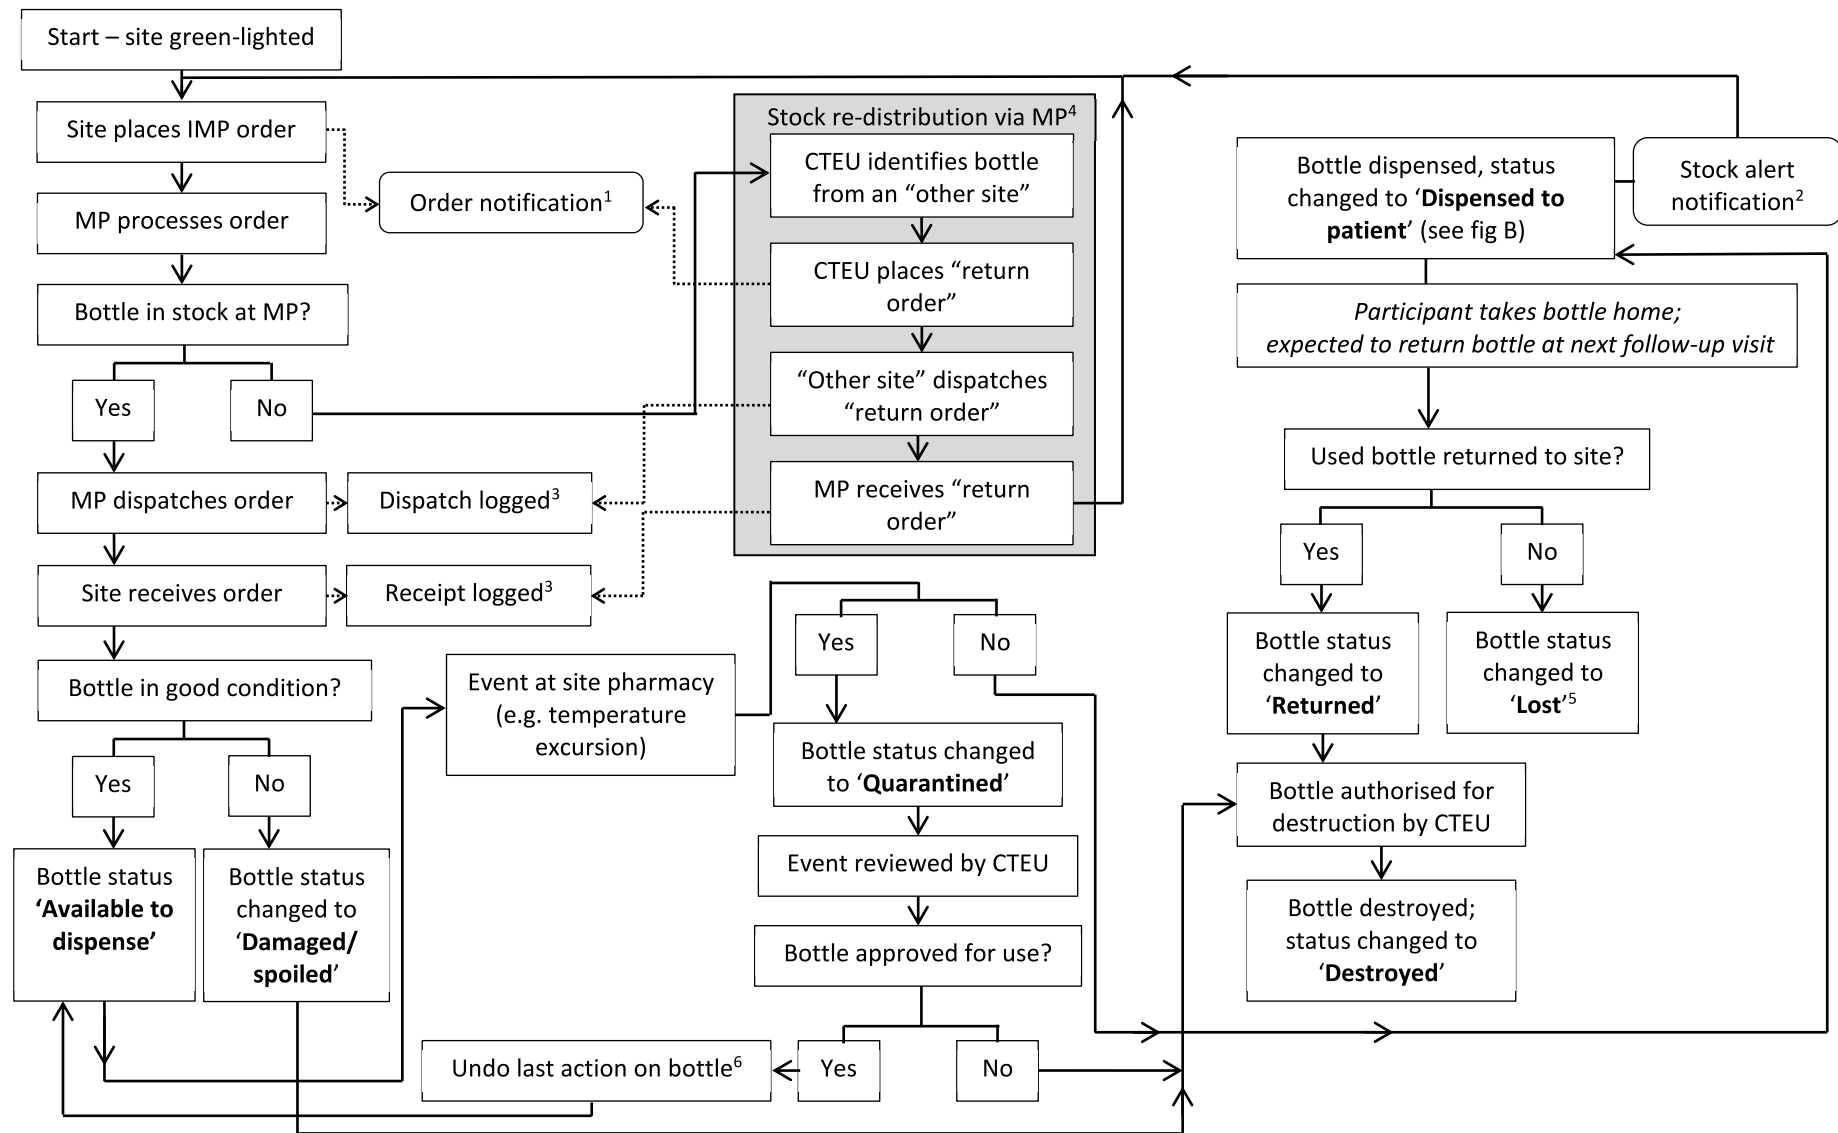 Start – site green-lighted
Site places IMP order
MP processes order
Bottle in stock at MP?
Yes
No
MP dispatches order
Site receives order
Bottle in good condition?
Yes
No
Bottle status
‘Available to
dispense’
Bottle status
changed to
‘Damaged/
spoiled’
Order notification1
Dispatch logged3
Receipt logged3
Event at site pharmacy
(e.g. temperature
excursion)
Undo last action on bottle6
Stock re-distribution via MP4
CTEU identifies bottle
from an “other site”
CTEU places “return
order”
“Other site” dispatches
“return order”
MP receives “return
order”
Yes
No
Bottle status changed
to ‘Quarantined’
Event reviewed by CTEU
Bottle approved for use?
Yes
No
Bottle dispensed, status
changed to ‘Dispensed to
patient’ (see fig B)
Stock alert
notification2
Participant takes bottle home;
expected to return bottle at next follow-up visit
Used bottle returned to site?
Yes
No
Bottle status
changed to
‘Returned’
Bottle status
changed to
‘Lost’5
Bottle authorised for
destruction by CTEU
Bottle destroyed;
status changed to
‘Destroyed’